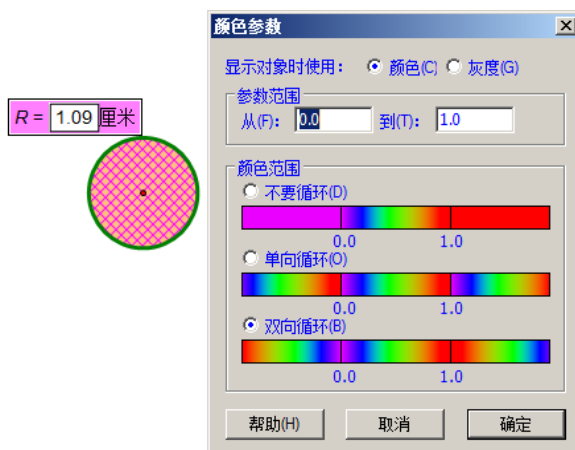 R = 1.09 厘米
颜色参数
显示对象时使用： 颜色(C) 灰度(G)
参数范围
从(F): 0.0 到(T): 1.0
颜色范围
不要循环(D)
0.0 1.0
单向循环(O)
0.0 1.0
双向循环(B)
0.0 1.0
帮助(H) 取消 确定